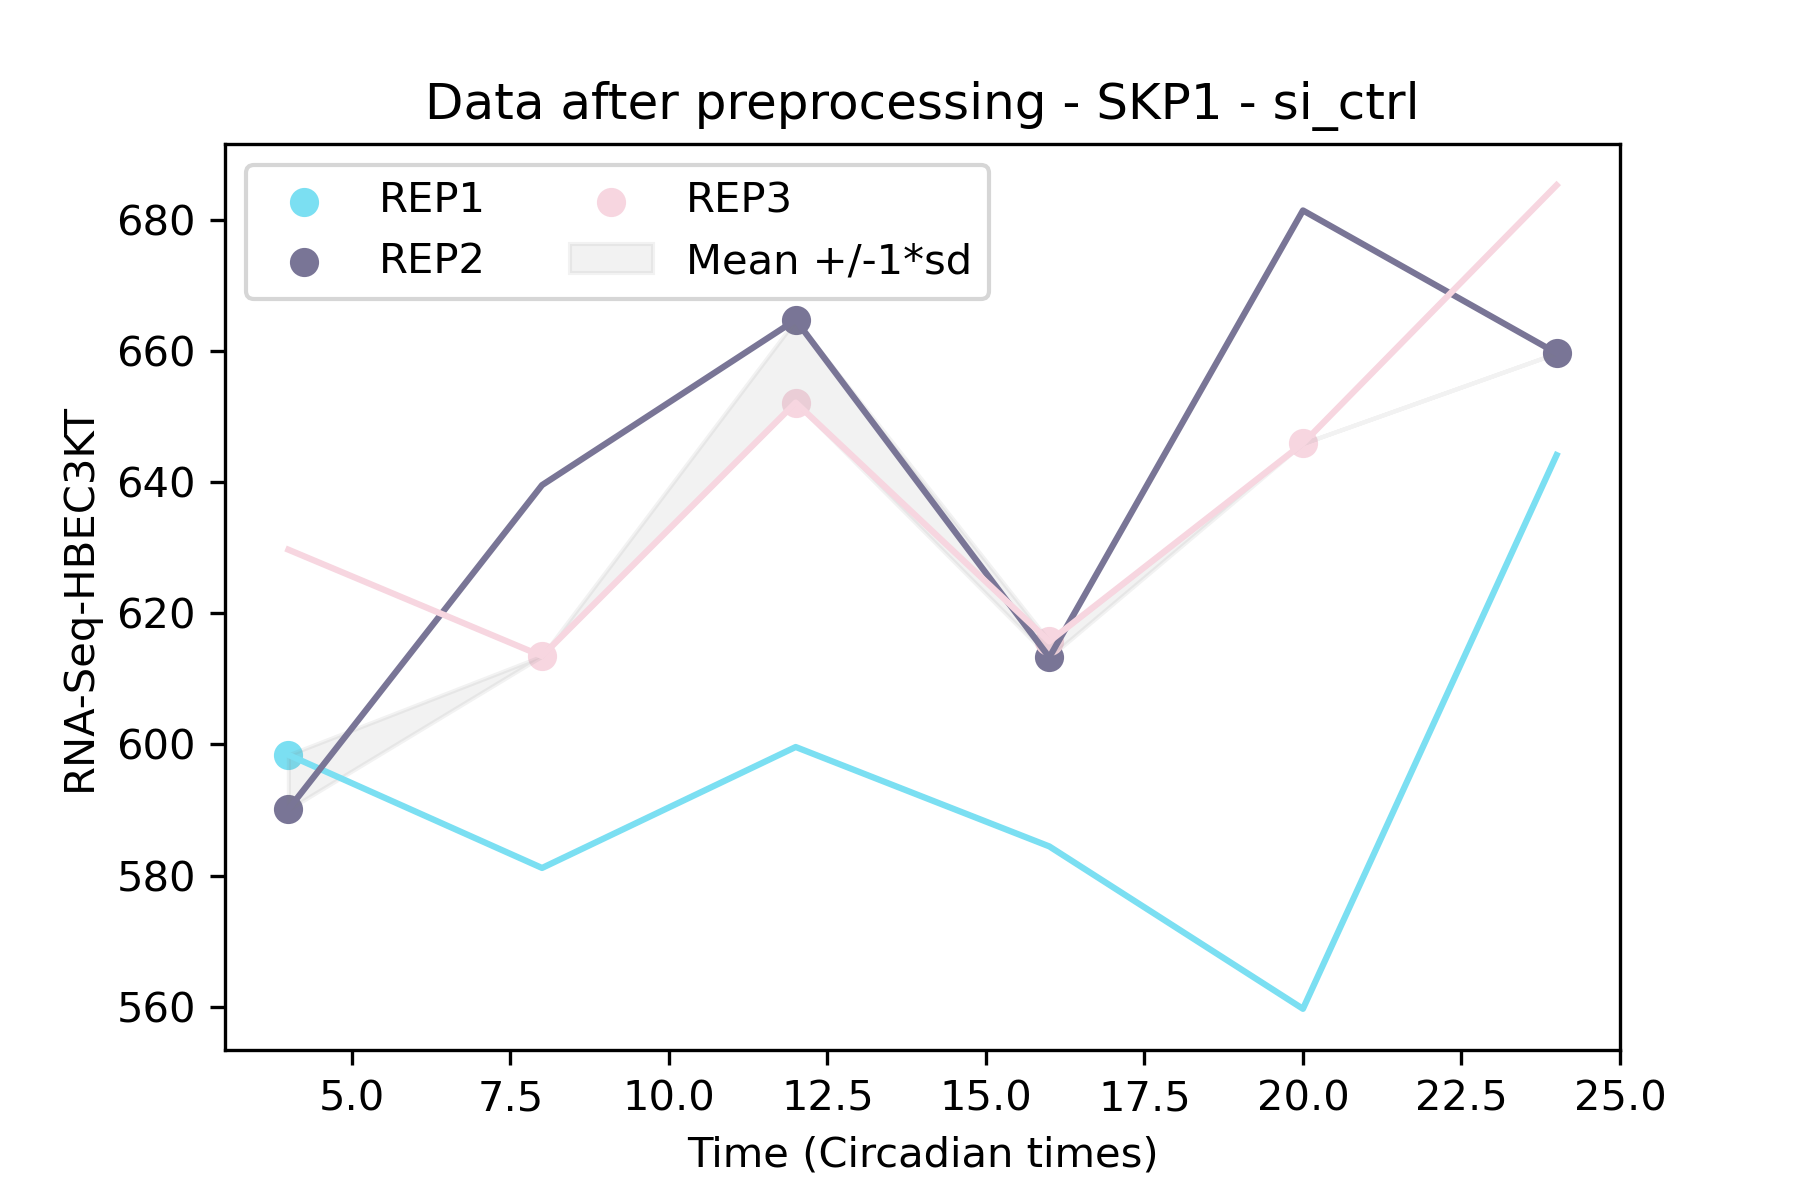 Data after preprocessing - SKP1 - si_ctrl
REP1
REP2
REP3
Mean +/-1*sd
RNA-Seq-HBEC3KT
680
660
640
620
600
580
560
5.0 7.5 10.0 12.5 15.0 17.5 20.0 22.5 25.0
Time (Circadian times)